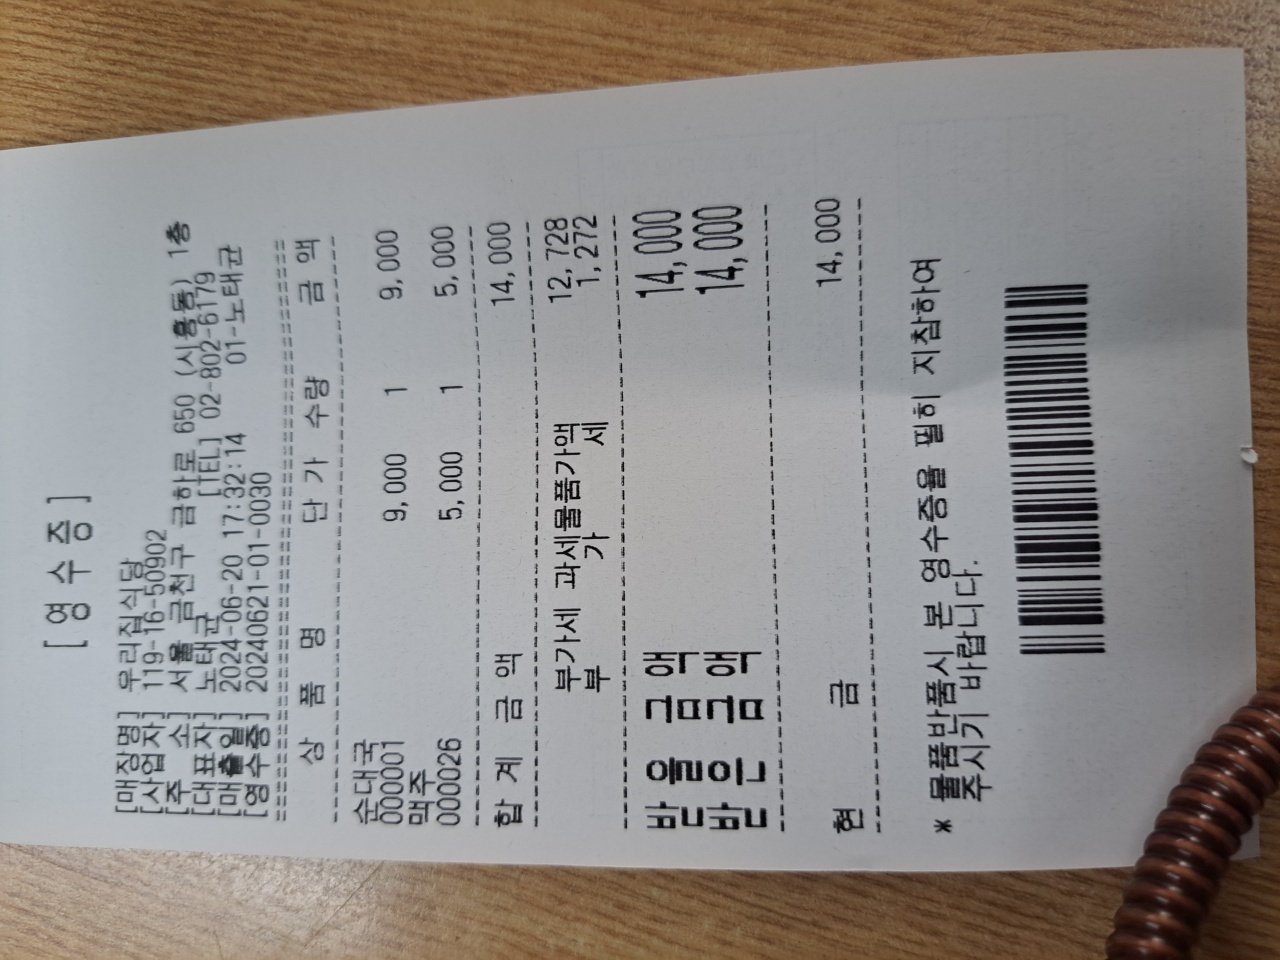 [ 영 수 증 ]
[매장명] 우리집식당
[사업자] 119-16-50902
[주 소] 서울 금천구 금하로 650 (시흥동) 1층
[대표자] 노태균 [TEL] 02-802-6179
[매출일] 2024-06-20 17:32:14 01-노태균
[영수증] 20240621-01-0030
상 품 명 단 가 수량 금 액
순대국
000001 9,000 1 9,000
맥주
000026 5,000 1 5,000
합 계 금 액 14,000
부가세 과세물품가액 12,728
부 가 세 1,272
받 을 금 액 14,000
받 은 금 액 14,000
현 금 14,000
* 물품반품시 본 영수증을 필히 지참하여
주시기 바랍니다.